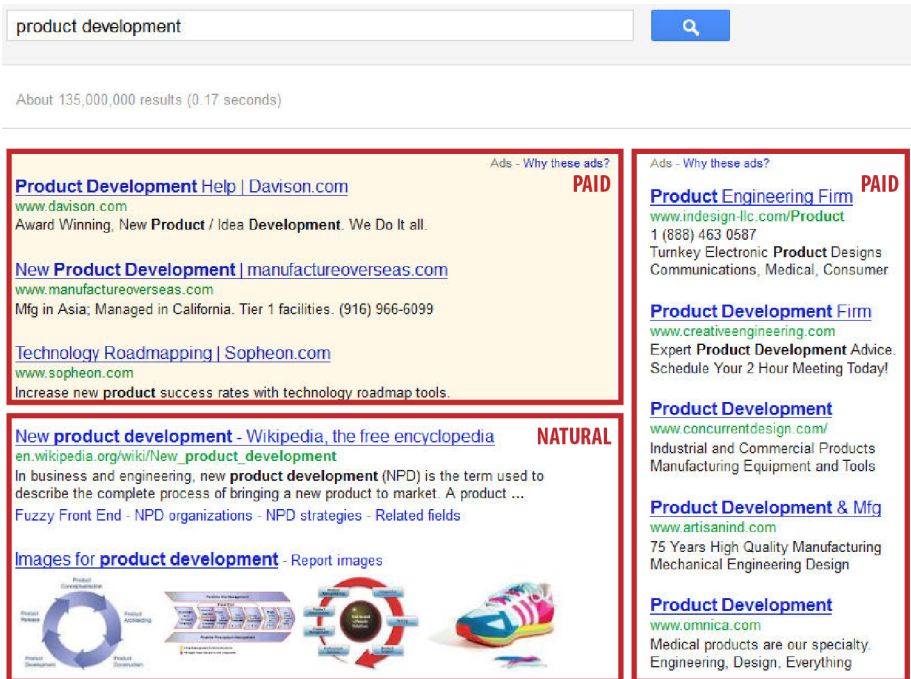 product development
About 135,000,000 results (0.17 seconds)
Ads - Why these ads?
PAID
Product Development Help | Davison.com
www.davison.com
Award Winning, New Product / Idea Development. We Do It all.
New Product Development | manufactureoverseas.com
www.manufactureoverseas.com
Mfg in Asia; Managed in California. Tier 1 facilities. (916) 966-6099
Technology Roadmapping | Sopheon.com
www.sopheon.com
Increase new product success rates with technology roadmap tools.
NATURAL
New product development - Wikipedia, the free encyclopedia
en.wikipedia.org/wiki/New_product_development
In business and engineering, new product development (NPD) is the term used to
describe the complete process of bringing a new product to market. A product ...
Fuzzy Front End - NPD organizations - NPD strategies - Related fields
Images for product development - Report images
Product
Conceptualization
Product
Architecting
Product
Construction
Product
Development
Product
Release
Ads - Why these ads?
PAID
Product Engineering Firm
www.indesign-llc.com/Product
1 (888) 463 0587
Turnkey Electronic Product Designs
Communications, Medical, Consumer
Product Development Firm
www.creativeengineering.com
Expert Product Development Advice.
Schedule Your 2 Hour Meeting Today!
Product Development
www.concurrentdesign.com/
Industrial and Commercial Products
Manufacturing Equipment and Tools
Product Development & Mfg
www.artisanind.com
75 Years High Quality Manufacturing
Mechanical Engineering Design
Product Development
www.omnica.com
Medical products are our specialty.
Engineering, Design, Everything